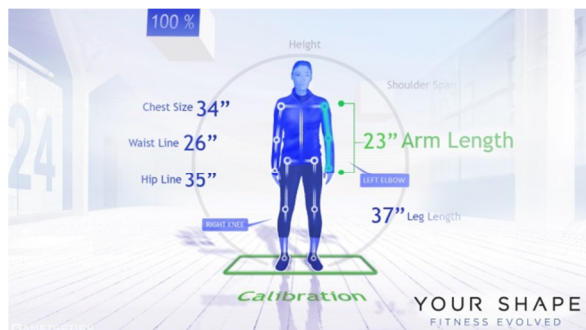 100 %
Height
Shoulder Span
Chest Size 34"
Waist Line 26"
Hip Line 35"
23" Arm Length
LEFT ELBOW
37" Leg Length
RIGHT KNEE
24
Calibration
YOUR SHAPE
FITNESS EVOLVED